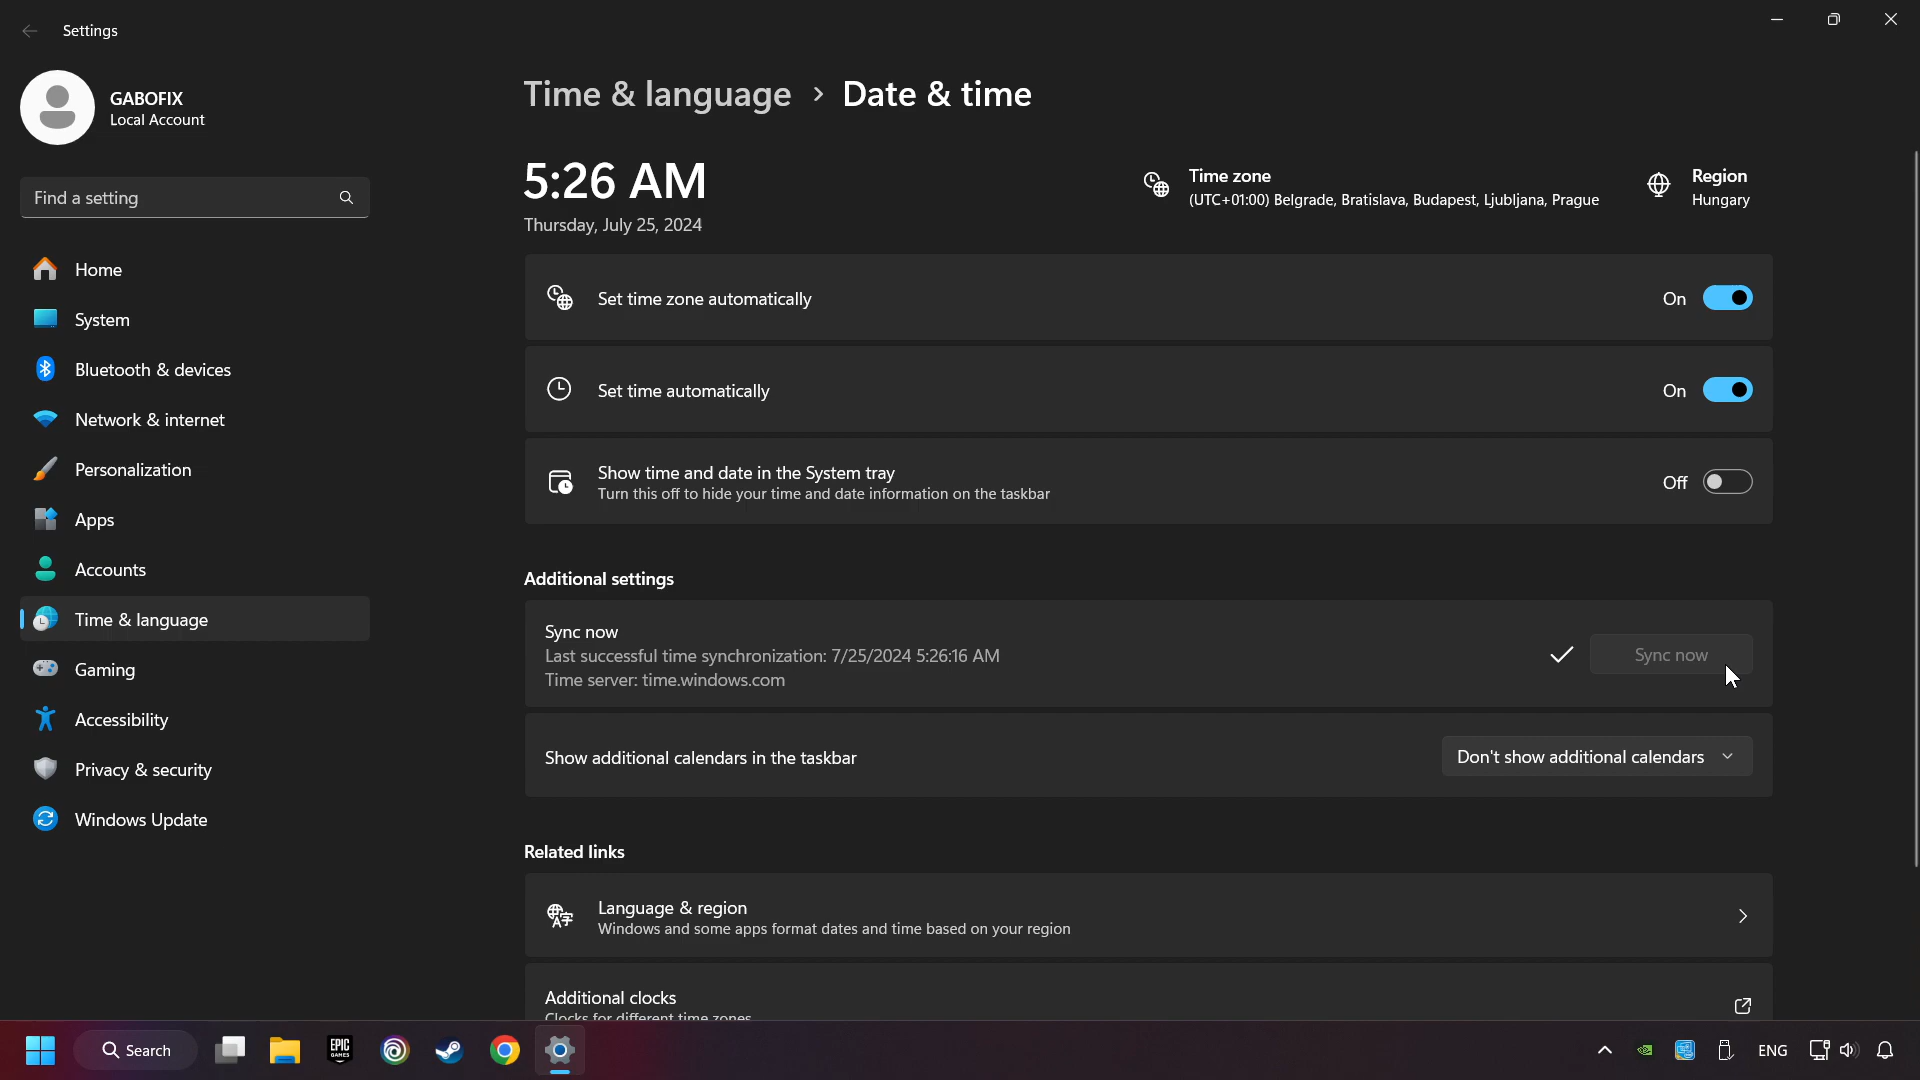 Settings
GABOFIX
Local Account
Find a setting
Home
System
Bluetooth & devices
Network & internet
Personalization
Apps
Accounts
Time & language
Gaming
Accessibility
Privacy & security
Windows Update
Time & language > Date & time
5:26 AM
Thursday, July 25, 2024
Time zone
(UTC+01:00) Belgrade, Bratislava, Budapest, Ljubljana, Prague
Region
Hungary
Set time zone automatically
On
Set time automatically
On
Show time and date in the System tray
Turn this off to hide your time and date information on the taskbar
Off
Additional settings
Sync now
Last successful time synchronization: 7/25/2024 5:26:16 AM
Time server: time.windows.com
Sync now
Show additional calendars in the taskbar
Don't show additional calendars
Related links
Language & region
Windows and some apps format dates and time based on your region
Additional clocks
Clocks for different time zones
Search
EPIC
GAMES
ENG